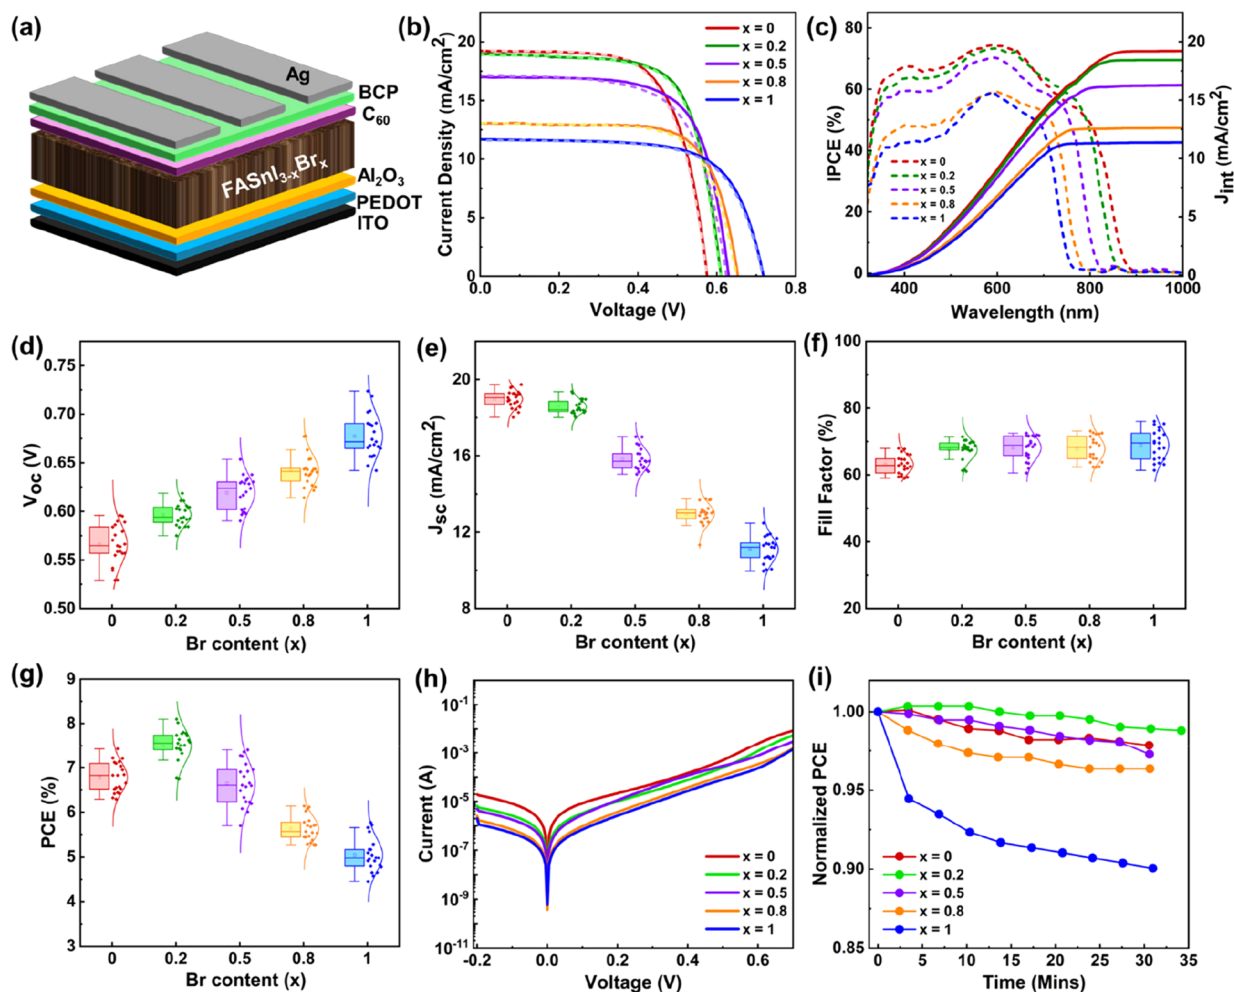 (a)
Ag
BCP
C60
FASnI3-xBrx
Al2O3
PEDOT
ITO
(b)
Current Density (mA/cm2)
20
15
10
5
0
0.0 0.2 0.4 0.6 0.8
Voltage (V)
x = 0
x = 0.2
x = 0.5
x = 0.8
x = 1
(c)
IPCE (%)
80
60
40
20
0
400 600 800 1000
Wavelength (nm)
20
15
10
5
0
Jint (mA/cm2)
x = 0
x = 0.2
x = 0.5
x = 0.8
x = 1
(d)
VOC (V)
0.75
0.70
0.65
0.60
0.55
0.50
0 0.2 0.5 0.8 1
Br content (x)
(e)
Jsc (mA/cm2)
20
16
12
8
0 0.2 0.5 0.8 1
Br content (x)
(f)
Fill Factor (%)
100
80
60
40
20
0 0.2 0.5 0.8 1
Br content (x)
(g)
PCE (%)
9
8
7
6
5
4
3
0 0.2 0.5 0.8 1
Br content (x)
(h)
Current (A)
10-1
10-3
10-5
10-7
10-9
10-11
-0.2 0.0 0.2 0.4 0.6
Voltage (V)
x = 0
x = 0.2
x = 0.5
x = 0.8
x = 1
(i)
Normalized PCE
1.00
0.95
0.90
0.85
0 5 10 15 20 25 30 35
Time (Mins)
x = 0
x = 0.2
x = 0.5
x = 0.8
x = 1